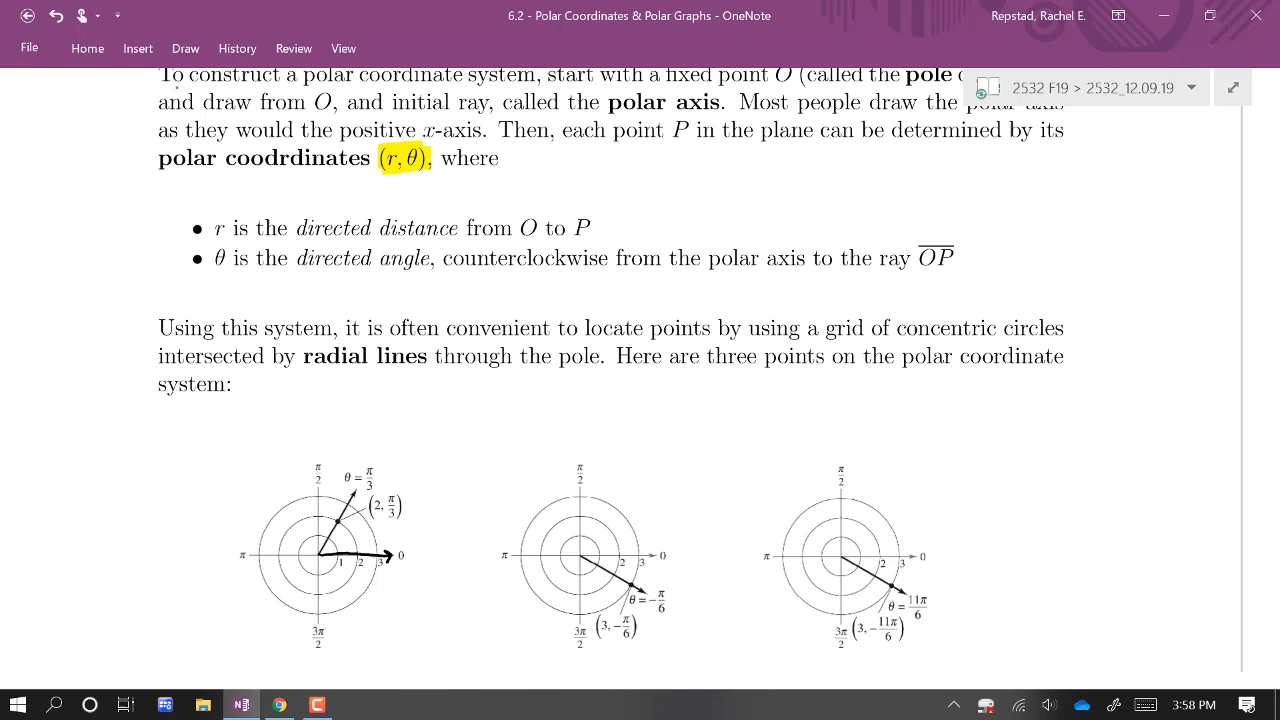 6.2 - Polar Coordinates & Polar Graphs - OneNote
Repstad, Rachel E.
File Home Insert Draw History Review View
2532 F19 > 2532_12.09.19
To construct a polar coordinate system, start with a fixed point O (called the pole
and draw from O, and initial ray, called the polar axis. Most people draw the polar axis
as they would the positive x-axis. Then, each point P in the plane can be determined by its
polar coodrdinates (r, θ), where
• r is the directed distance from O to P
• θ is the directed angle, counterclockwise from the polar axis to the ray \overline{OP}
Using this system, it is often convenient to locate points by using a grid of concentric circles
intersected by radial lines through the pole. Here are three points on the polar coordinate
system:
π/2
θ = π/3
(2, π/3)
π
1 2 3 0
3π/2
π/2
π
2 3 0
θ = -π/6
(3, -π/6)
3π/2
π/2
π
2 3 0
θ = 11π/6
(3, -11π/6)
3π/2
3:58 PM